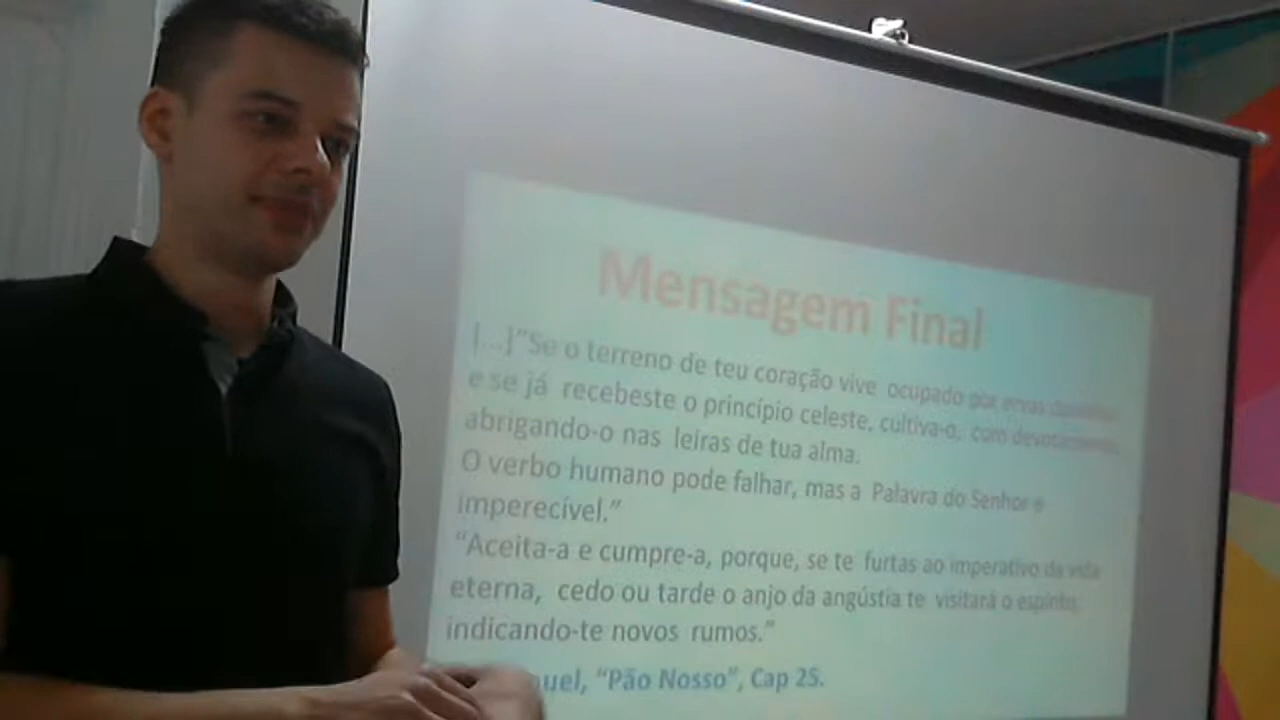 Mensagem Final
[...]"Se o terreno de teu coração vive ocupado por ervas
e se já recebeste o princípio celeste, cultiva-o, com devotamento,
abrigando-o nas leiras de tua alma.
O verbo humano pode falhar, mas a Palavra do Senhor é
imperecível."
"Aceita-a e cumpre-a, porque, se te furtas ao imperativo da vida
eterna, cedo ou tarde o anjo da angústia te visitará o espírito,
indicando-te novos rumos."
uel, "Pão Nosso", Cap 25.